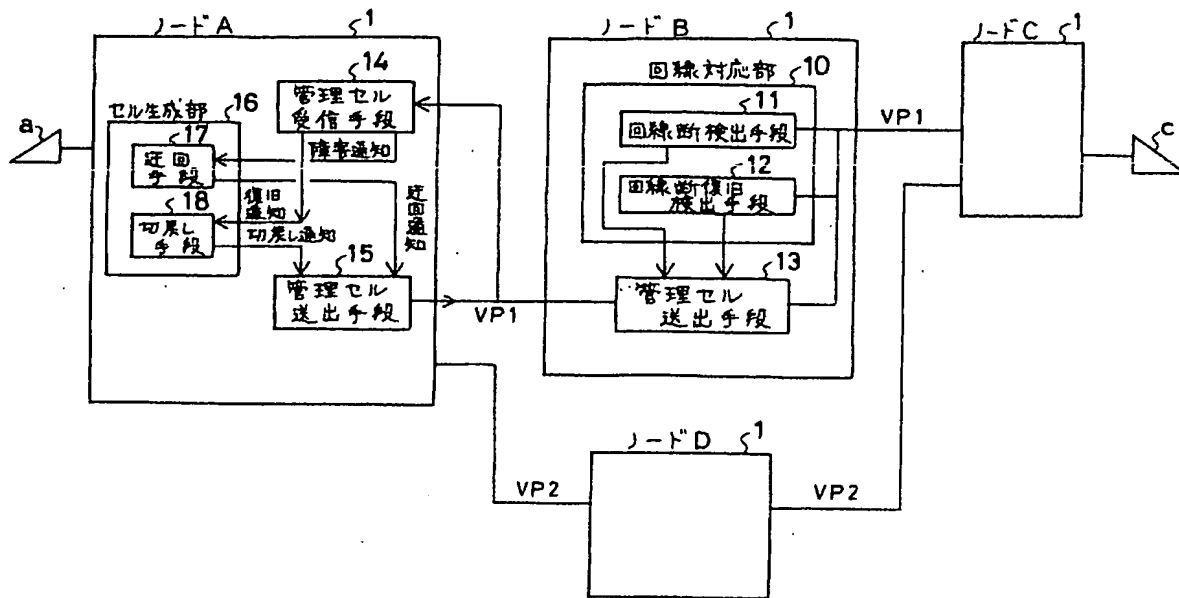 ノードA
1
14
管理セル
受信手段
セル生成部
16
17
迂回
手段
障害通知
復旧
通知
18
切戻し
手段
切戻し通知
迂回通知
15
管理セル
送出手段
a
VP1
ノードB
1
回線対応部
10
11
回線断検出手段
12
回線断復旧
検出手段
13
管理セル
送出手段
VP1
ノードC
1
c
ノードD
1
VP2
VP2